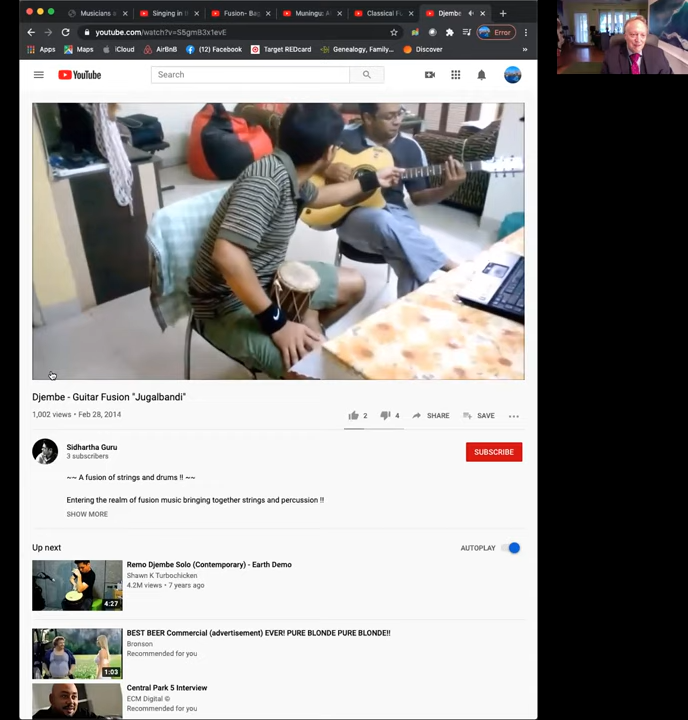 Musicians a
Singing in t
Fusion- Bag
Muningu: A
Classical Fu
Djembe
youtube.com/watch?v=S5gmB3x1evE
Error
Apps
Maps
iCloud
AirBnB
(12) Facebook
Target REDcard
Genealogy, Family...
Discover
»
YouTube
Search
Djembe - Guitar Fusion "Jugalbandi"
1,002 views • Feb 28, 2014
2
4
SHARE
SAVE
Sidhartha Guru
3 subscribers
SUBSCRIBE
~~ A fusion of strings and drums !! ~~
Entering the realm of fusion music bringing together strings and percussion !!
SHOW MORE
Up next
AUTOPLAY
Remo Djembe Solo (Contemporary) - Earth Demo
Shawn K Turbochicken
4.2M views • 7 years ago
4:27
BEST BEER Commercial (advertisement) EVER! PURE BLONDE PURE BLONDE!!
Bronson
Recommended for you
1:03
Central Park 5 Interview
ECM Digital ©
Recommended for you